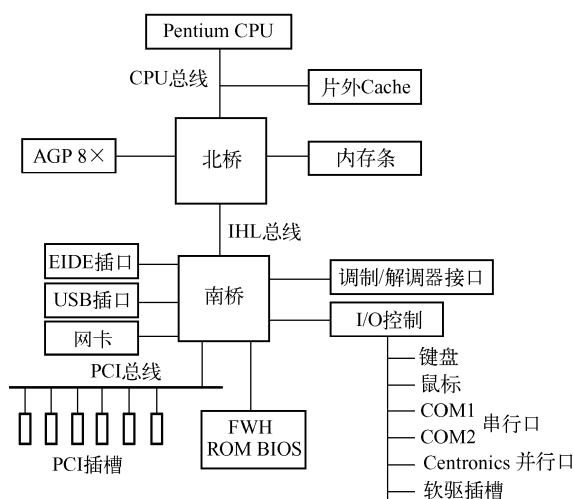 Pentium CPU
CPU总线
片外Cache
AGP 8×
北桥
内存条
IHL总线
EIDE插口
USB插口
网卡
南桥
调制/解调器接口
I/O控制
PCI总线
PCI插槽
FWH
ROM BIOS
键盘
鼠标
COM1
COM2
串行口
Centronics 并行口
软驱插槽